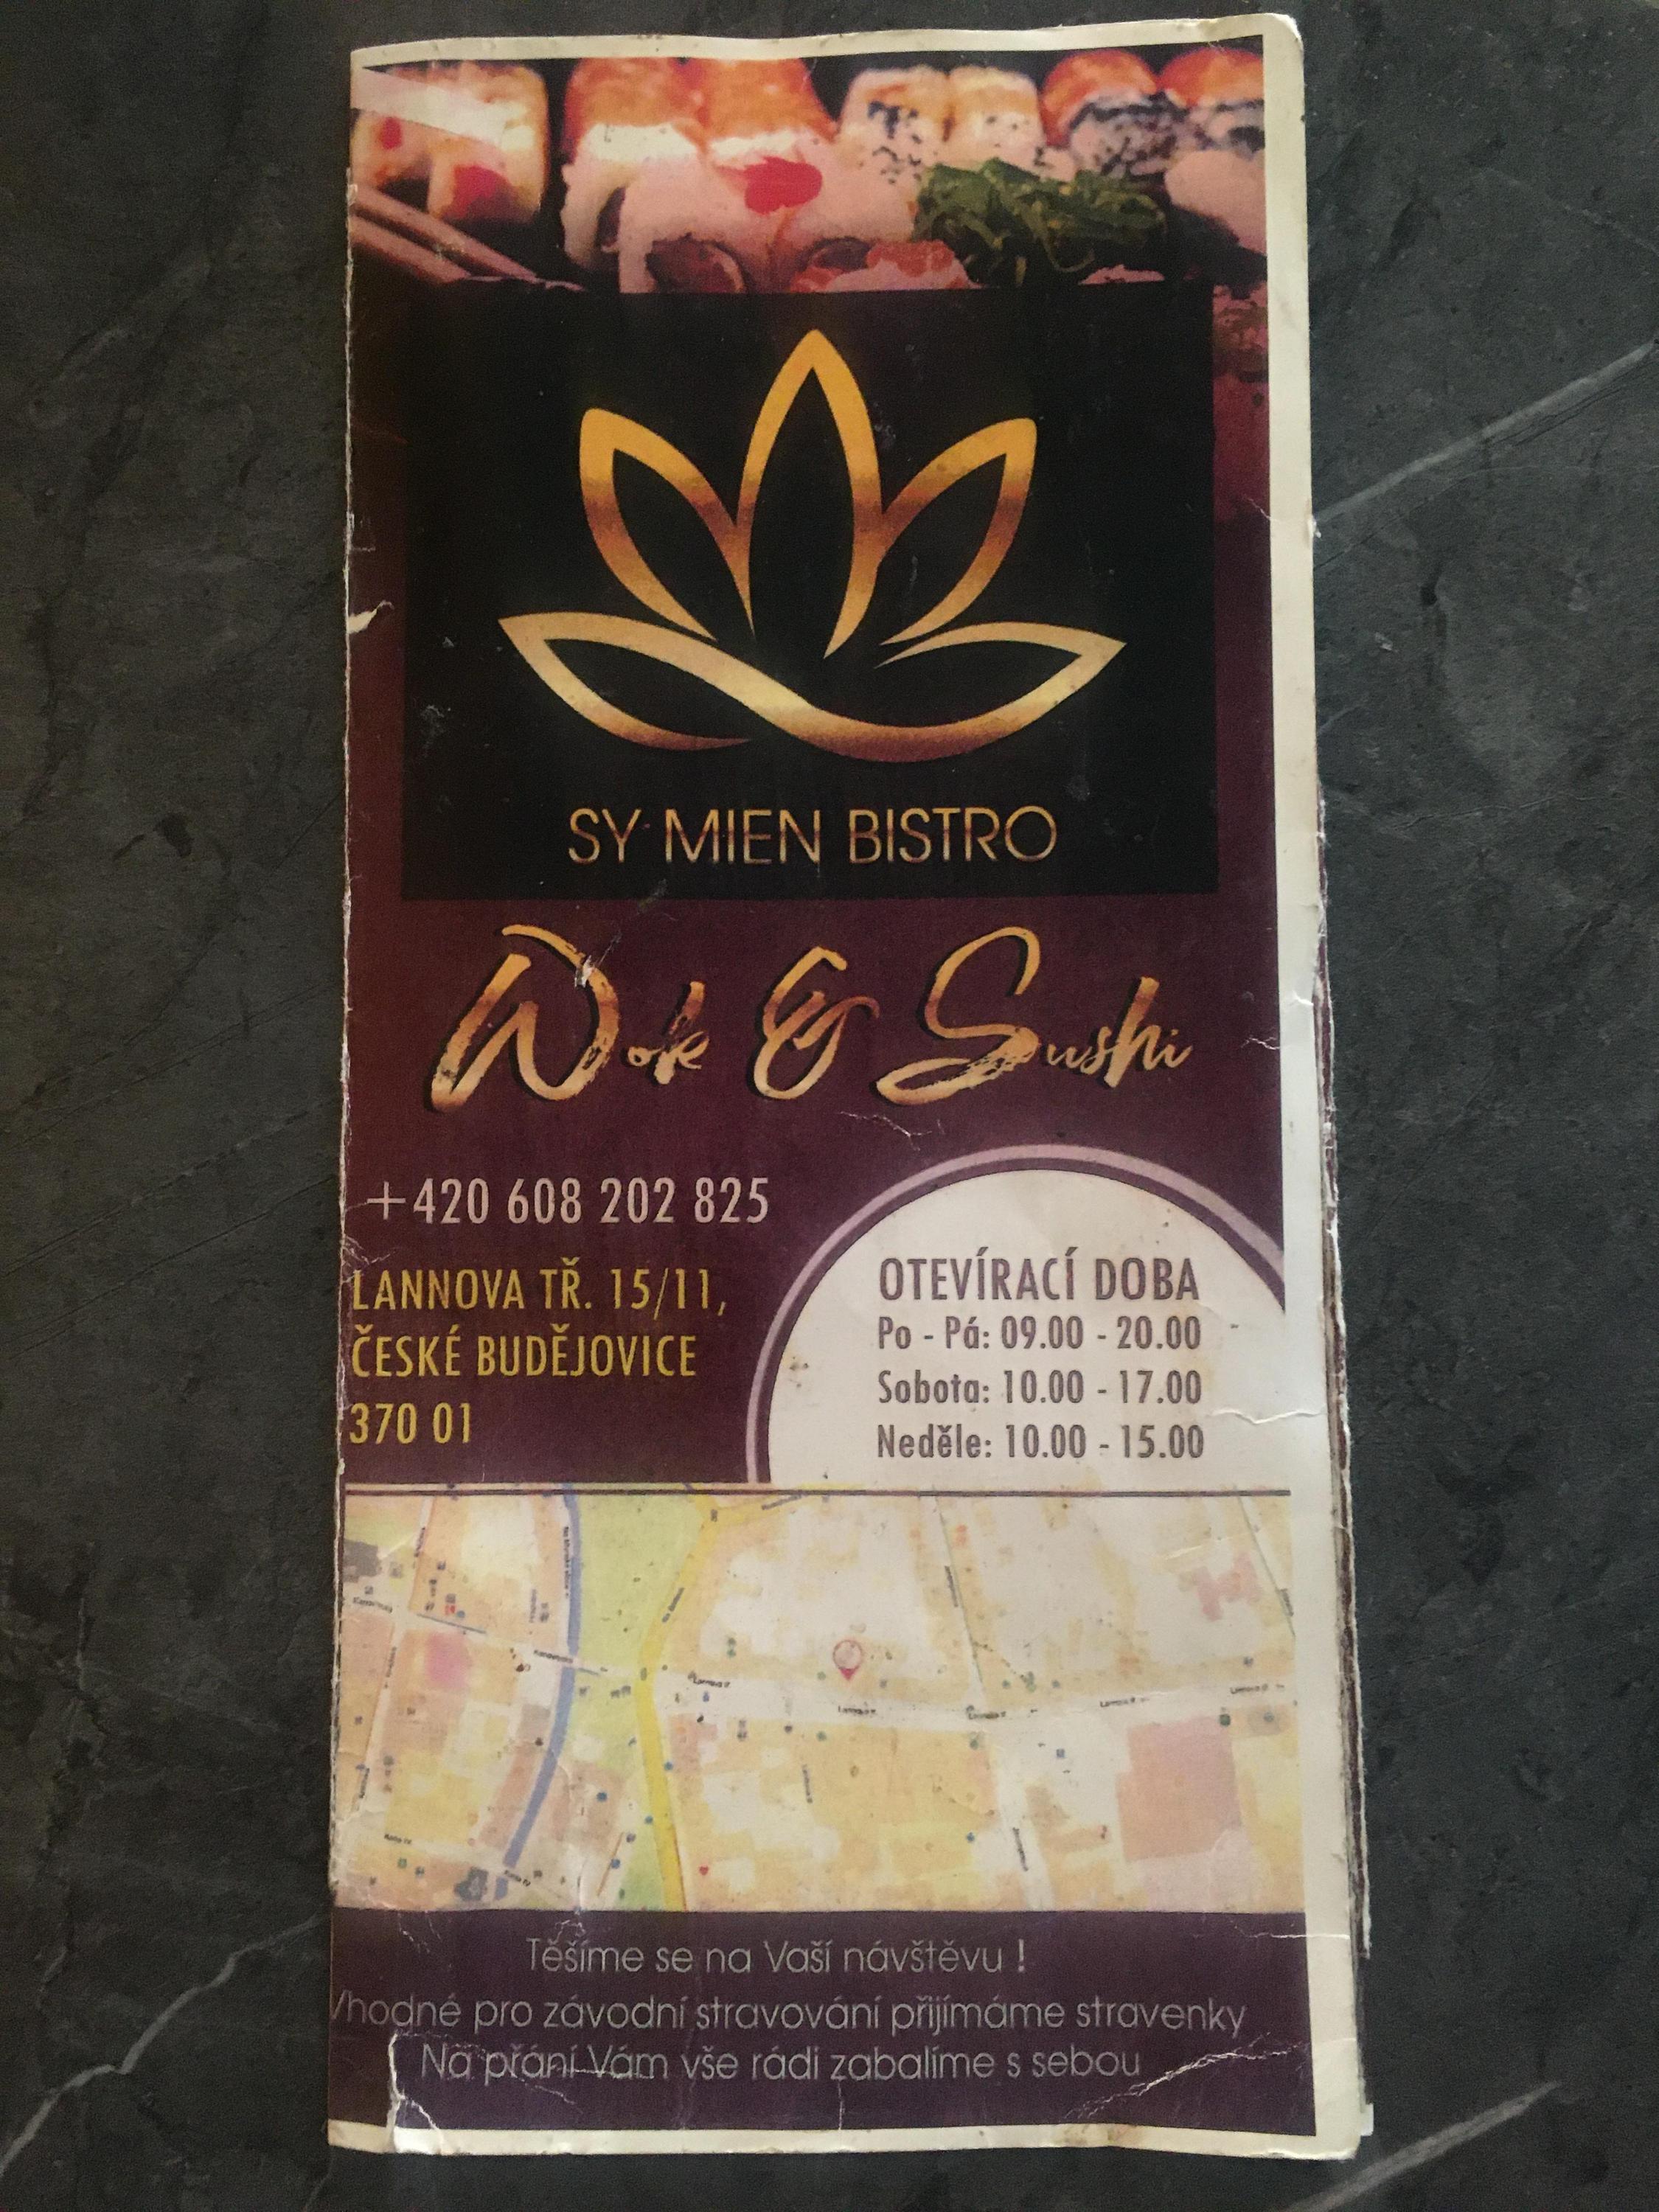 SY MIEN BISTRO
Wok & Sushi
+420 608 202 825
LANNOVA TŘ. 15/11,
ČESKÉ BUDĚJOVICE
370 01
OTEVÍRACÍ DOBA
Po - Pá: 09.00 - 20.00
Sobota: 10.00 - 17.00
Neděle: 10.00 - 15.00
Těšíme se na Vaší návštěvu !
Vhodné pro závodní stravování přijímáme stravenky
Na přání Vám vše rádi zabalíme s sebou